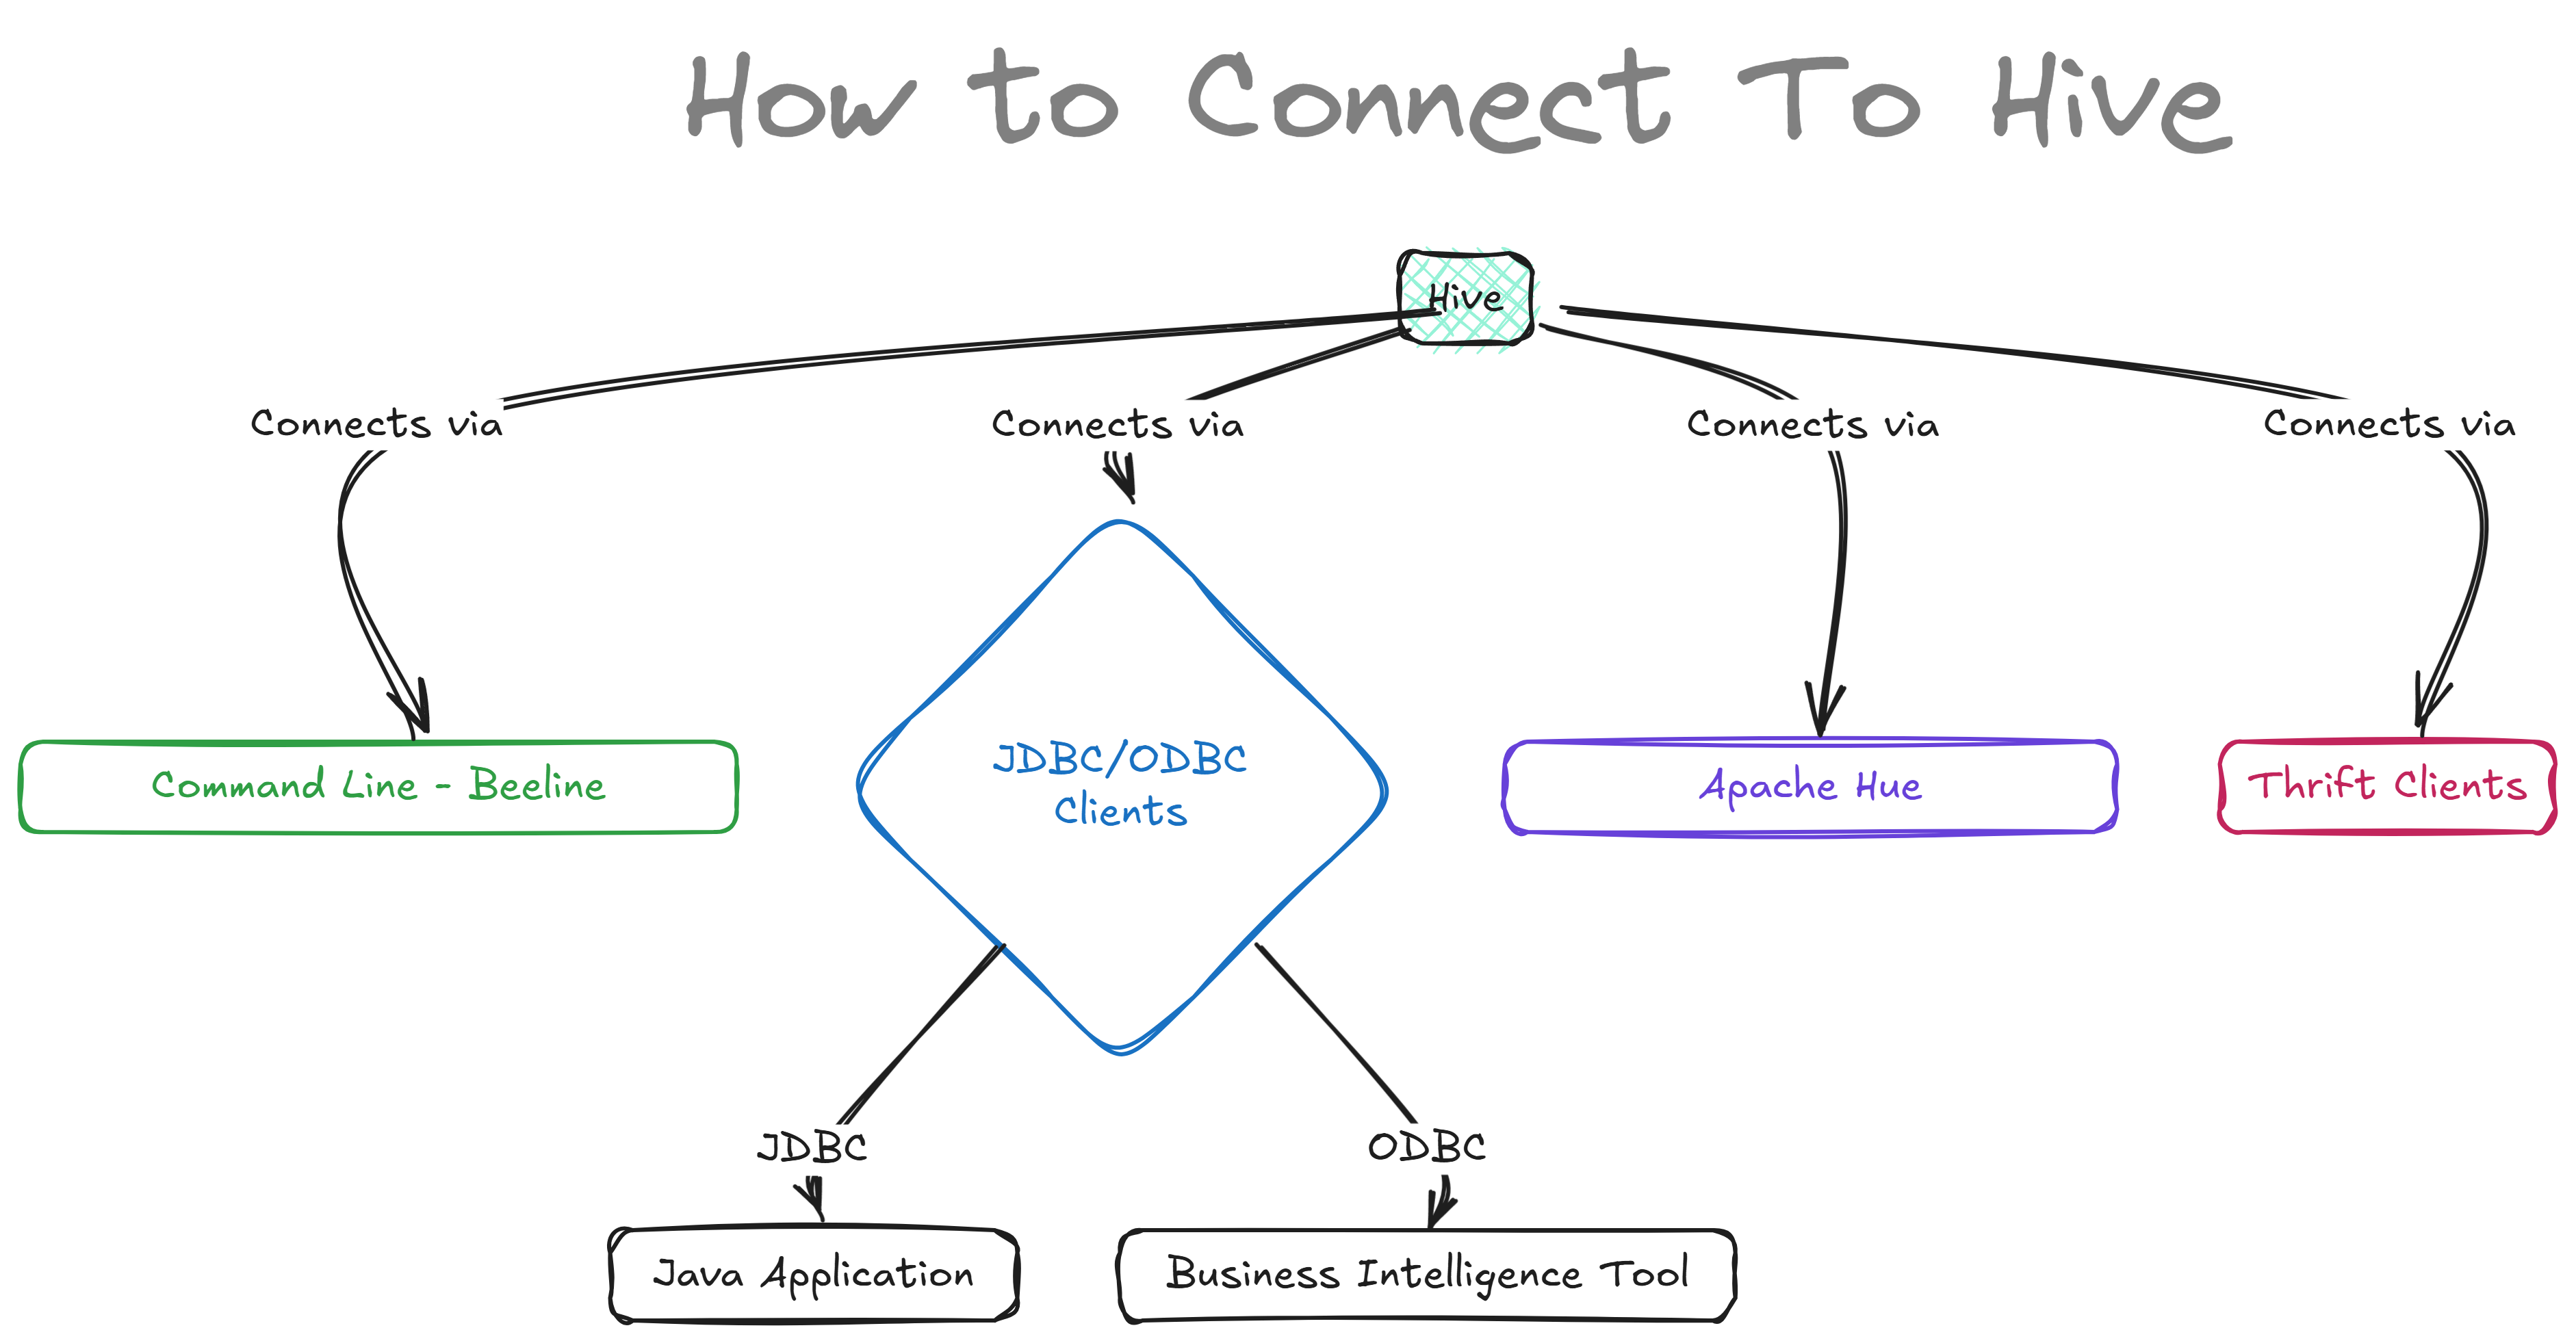 How to Connect To Hive
Hive
Connects via
Connects via
Connects via
Connects via
Command Line - Beeline
JDBC/ODBC
Clients
Apache Hue
Thrift Clients
JDBC
ODBC
Java Application
Business Intelligence Tool